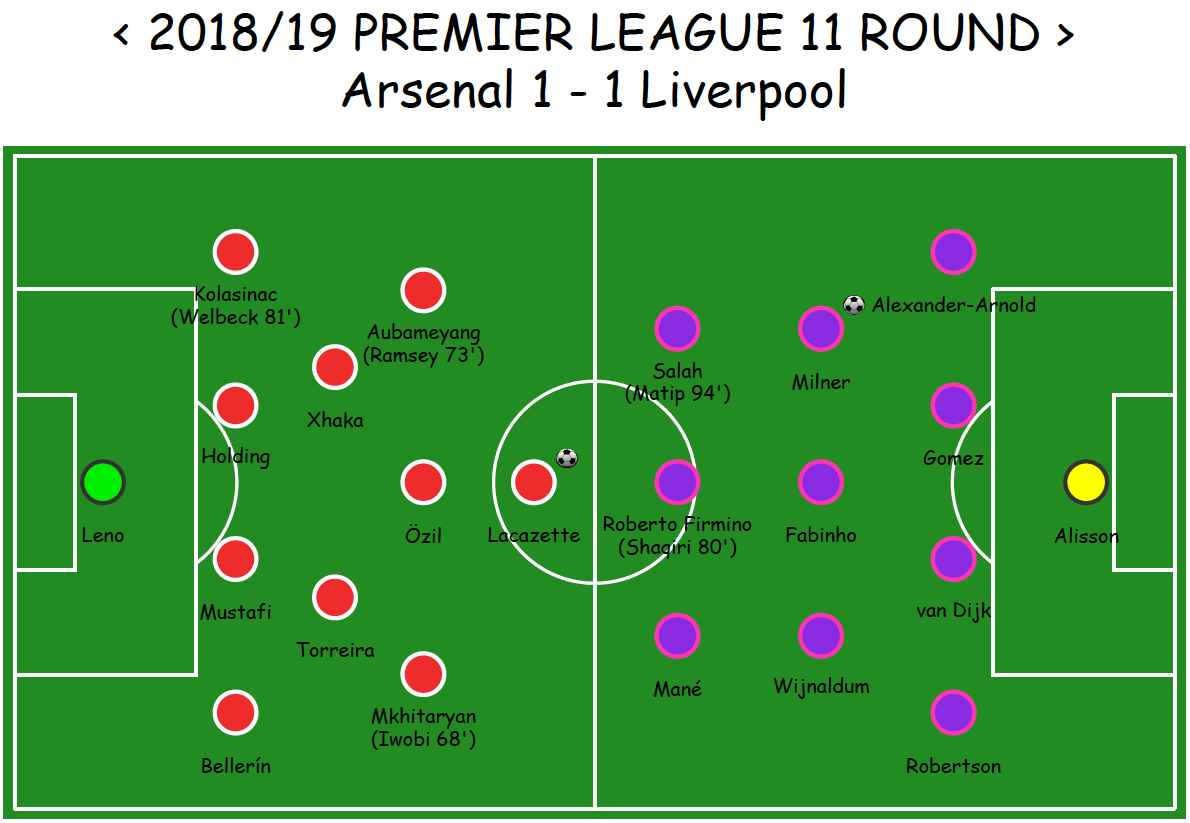 < 2018/19 PREMIER LEAGUE 11 ROUND >
Arsenal 1 - 1 Liverpool
Kolasinac
(Welbeck 81')
Aubameyang
(Ramsey 73')
Xhaka
Holding
Leno
Özil
Lacazette
Mustafi
Torreira
Mkhitaryan
(Iwobi 68')
Bellerín
Alexander-Arnold
Salah
(Matip 94')
Milner
Gomez
Roberto Firmino
(Shaqiri 80')
Fabinho
Alisson
van Dijk
Mané
Wijnaldum
Robertson